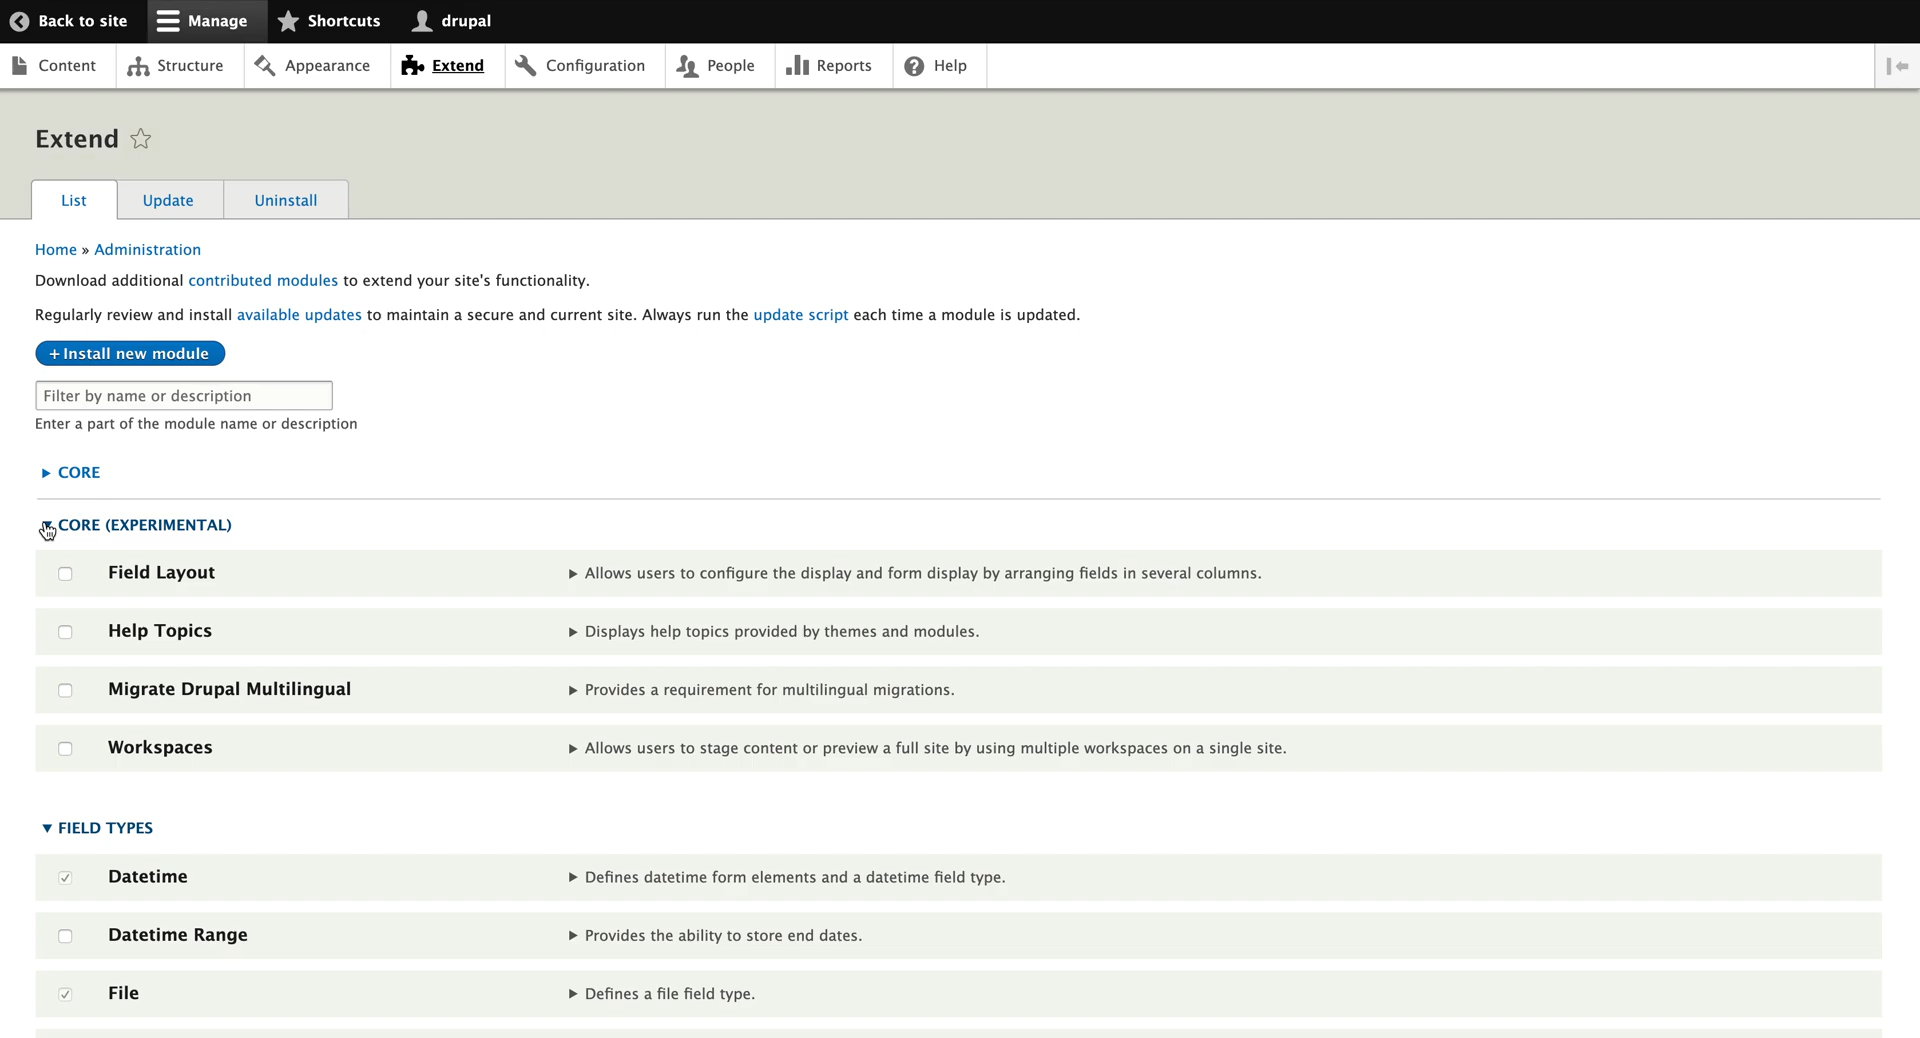 Back to site Manage Shortcuts drupal
Content Structure Appearance Extend Configuration People Reports Help
Extend
List Update Uninstall
Home » Administration
Download additional contributed modules to extend your site's functionality.
Regularly review and install available updates to maintain a secure and current site. Always run the update script each time a module is updated.
+ Install new module
Filter by name or description
Enter a part of the module name or description
CORE
CORE (EXPERIMENTAL)
Field Layout Allows users to configure the display and form display by arranging fields in several columns.
Help Topics Displays help topics provided by themes and modules.
Migrate Drupal Multilingual Provides a requirement for multilingual migrations.
Workspaces Allows users to stage content or preview a full site by using multiple workspaces on a single site.
FIELD TYPES
Datetime Defines datetime form elements and a datetime field type.
Datetime Range Provides the ability to store end dates.
File Defines a file field type.